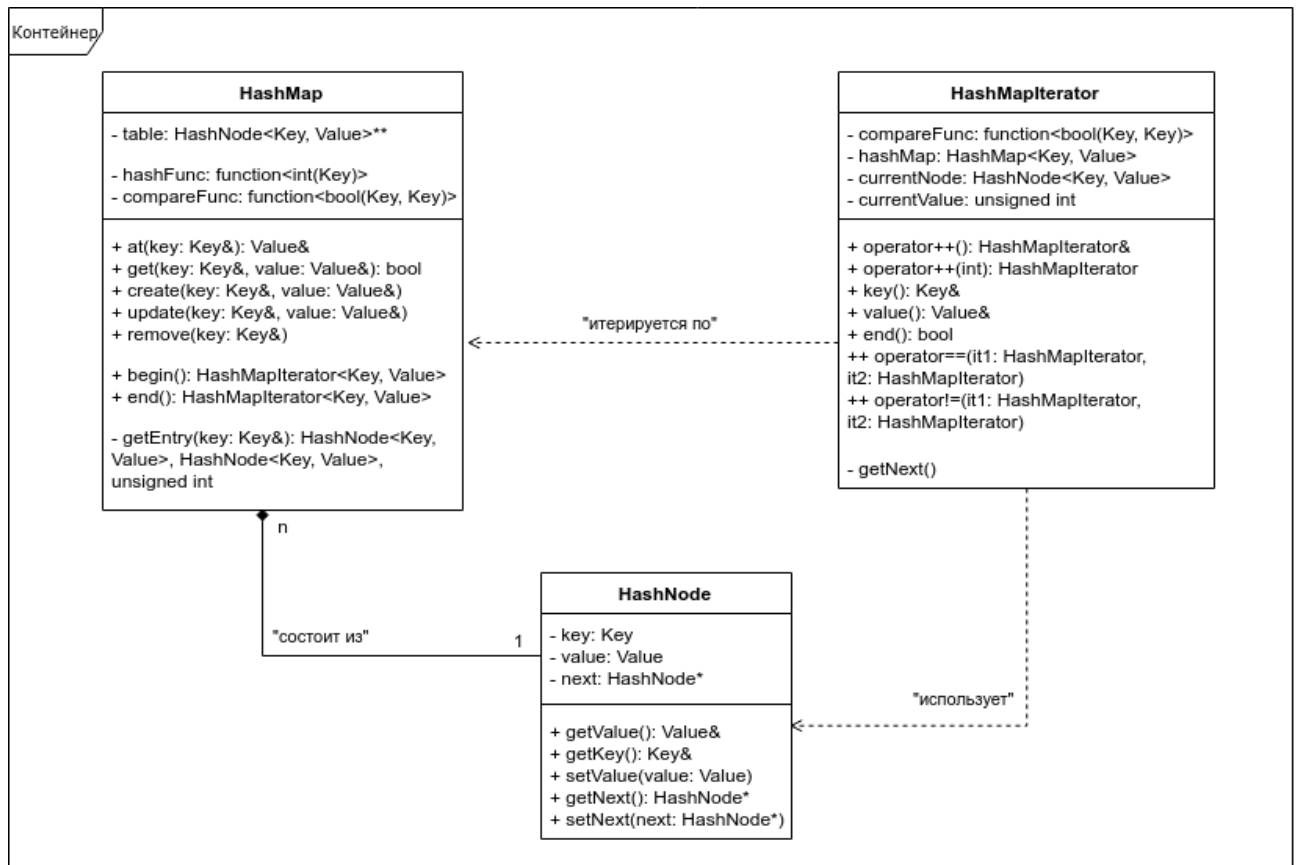 Контейнер
HashMap
- table: HashNode<Key, Value>**
- hashFunc: function<int(Key)>
- compareFunc: function<bool(Key, Key)>
+ at(key: Key&): Value&
+ get(key: Key&, value: Value&): bool
+ create(key: Key&, value: Value&)
+ update(key: Key&, value: Value&)
+ remove(key: Key&)
+ begin(): HashMapIterator<Key, Value>
+ end(): HashMapIterator<Key, Value>
- getEntry(key: Key&): HashNode<Key,
Value>, HashNode<Key, Value>,
unsigned int
n
"состоит из"
1
"итерируется по"
HashMapIterator
- compareFunc: function<bool(Key, Key)>
- hashMap: HashMap<Key, Value>
- currentNode: HashNode<Key, Value>
- currentValue: unsigned int
+ operator++(): HashMapIterator&
+ operator++(int): HashMapIterator
+ key(): Key&
+ value(): Value&
+ end(): bool
++ operator==(it1: HashMapIterator,
it2: HashMapIterator)
++ operator!=(it1: HashMapIterator,
it2: HashMapIterator)
- getNext()
"использует"
HashNode
- key: Key
- value: Value
- next: HashNode*
+ getValue(): Value&
+ getKey(): Key&
+ setValue(value: Value)
+ getNext(): HashNode*
+ setNext(next: HashNode*)